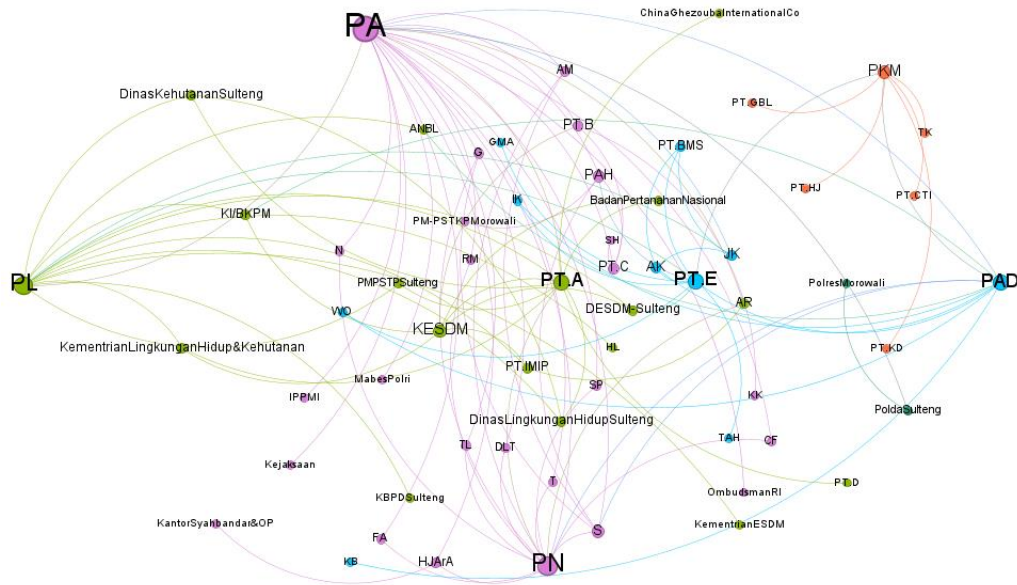 ChinaGhezoubaInternationalCo
PA
AM
PKM
DinasKehutananSulteng
PT.GBL
ANBL
PT.B
TK
GMA
PT.BMS
G
PAH
PT.HJ
PT.CTI
IK
BadanPertanahanNasional
KI/BKPM
PM-PSTKPMorowali
N
SH
RM
PT.C
AK
JK
PL
PMPSTPSulteng
PT.A
PT.E
PolresMorowali
PAD
WO
AR
DESDM-Sulteng
KESDM
KementrianLingkunganHidup&Kehutanan
HL
PT.KD
PT.IMIP
MabesPolri
SP
IPPMI
KK
PoldaSulteng
DinasLingkunganHidupSulteng
TL
DLT
TAH
CF
Kejaksaan
T
PT.D
OmbudsmanRI
KBPDSulteng
KantorSyahbandar&OP
S
KementrianESDM
FA
KB
HJArA
PN